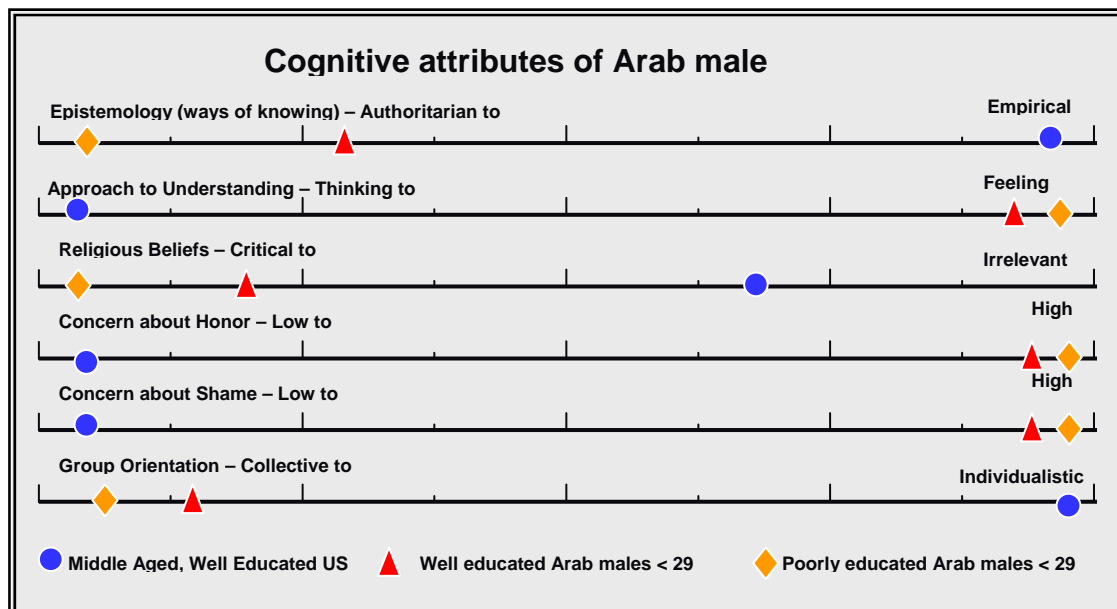 Cognitive attributes of Arab male
Epistemology (ways of knowing) – Authoritarian to Empirical
Approach to Understanding – Thinking to Feeling
Religious Beliefs – Critical to Irrelevant
Concern about Honor – Low to High
Concern about Shame – Low to High
Group Orientation – Collective to Individualistic
Middle Aged, Well Educated US Well educated Arab males < 29 Poorly educated Arab males < 29